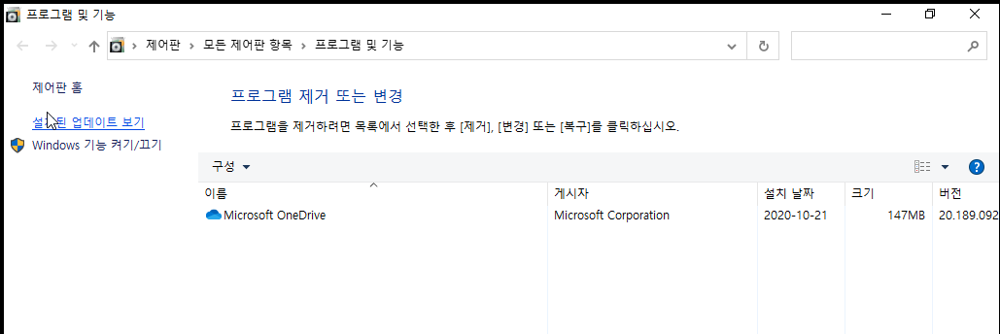 프로그램 및 기능
제어판 > 모든 제어판 항목 > 프로그램 및 기능
제어판 홈
설치된 업데이트 보기
Windows 기능 켜기/끄기
프로그램 제거 또는 변경
프로그램을 제거하려면 목록에서 선택한 후 [제거], [변경] 또는 [복구]를 클릭하십시오.
구성
이름 게시자 설치 날짜 크기 버전
Microsoft OneDrive Microsoft Corporation 2020-10-21 147MB 20.189.092